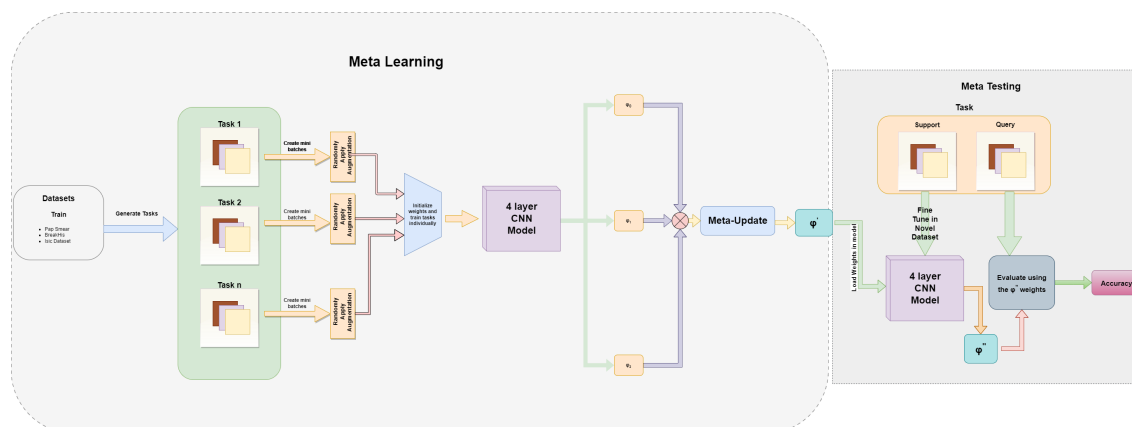 Meta Learning
Datasets
Train
Pap Smear
BreakHis
Isic Dataset
Generate Tasks
Task 1
Task 2
Task n
Create mini
batches
Create mini
batches
Create mini
batches
Randomly
Apply
Augmentation
Randomly
Apply
Augmentation
Randomly
Apply
Augmentation
Initialize
weights and
train tasks
individually
4 layer
CNN
Model
φ₀
φ₁
φ₂
Meta-Update
φ'
Load Weights in model
Meta Testing
Task
Support
Query
Fine
Tune in
Novel
Dataset
4 layer
CNN
Model
φ"
Evaluate using
the φ" weights
Accuracy